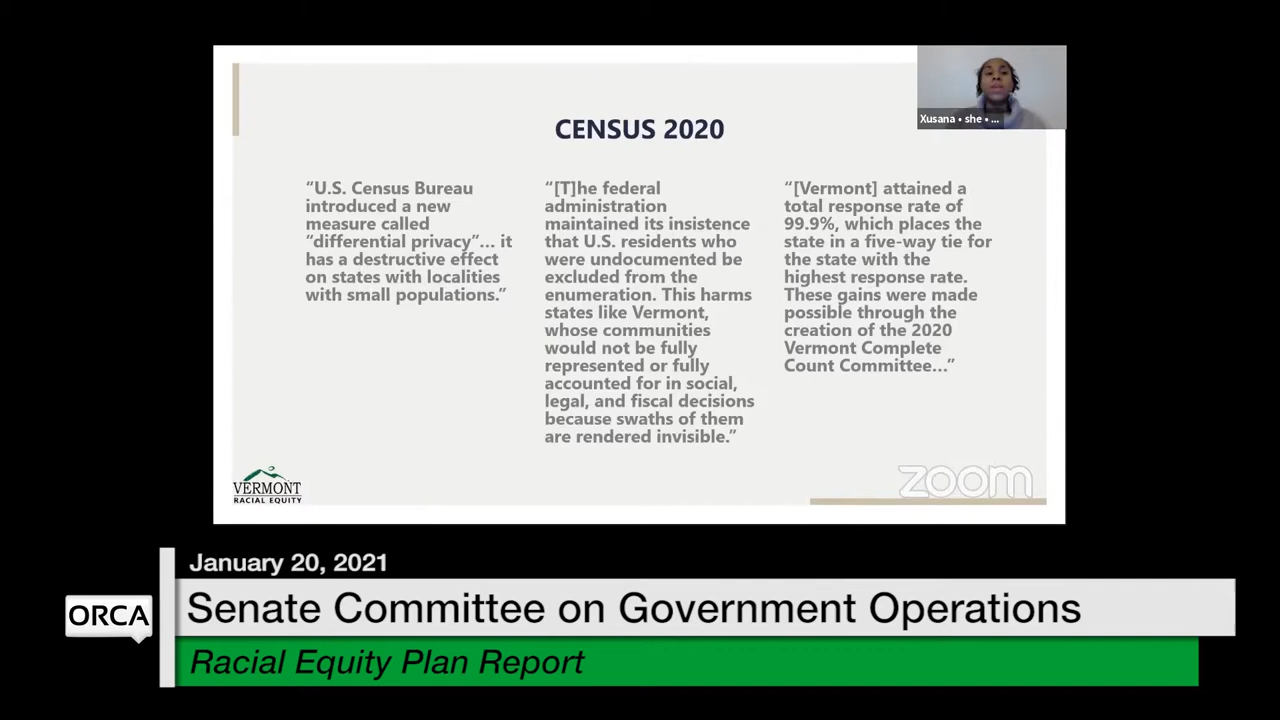 Xusana • she • ...
CENSUS 2020
“U.S. Census Bureau
introduced a new
measure called
“differential privacy”... it
has a destructive effect
on states with localities
with small populations.”
“[T]he federal
administration
maintained its insistence
that U.S. residents who
were undocumented be
excluded from the
enumeration. This harms
states like Vermont,
whose communities
would not be fully
represented or fully
accounted for in social,
legal, and fiscal decisions
because swaths of them
are rendered invisible.”
“[Vermont] attained a
total response rate of
99.9%, which places the
state in a five-way tie for
the state with the
highest response rate.
These gains were made
possible through the
creation of the 2020
Vermont Complete
Count Committee...”
VERMONT
RACIAL EQUITY
zoom
January 20, 2021
ORCA
Senate Committee on Government Operations
Racial Equity Plan Report